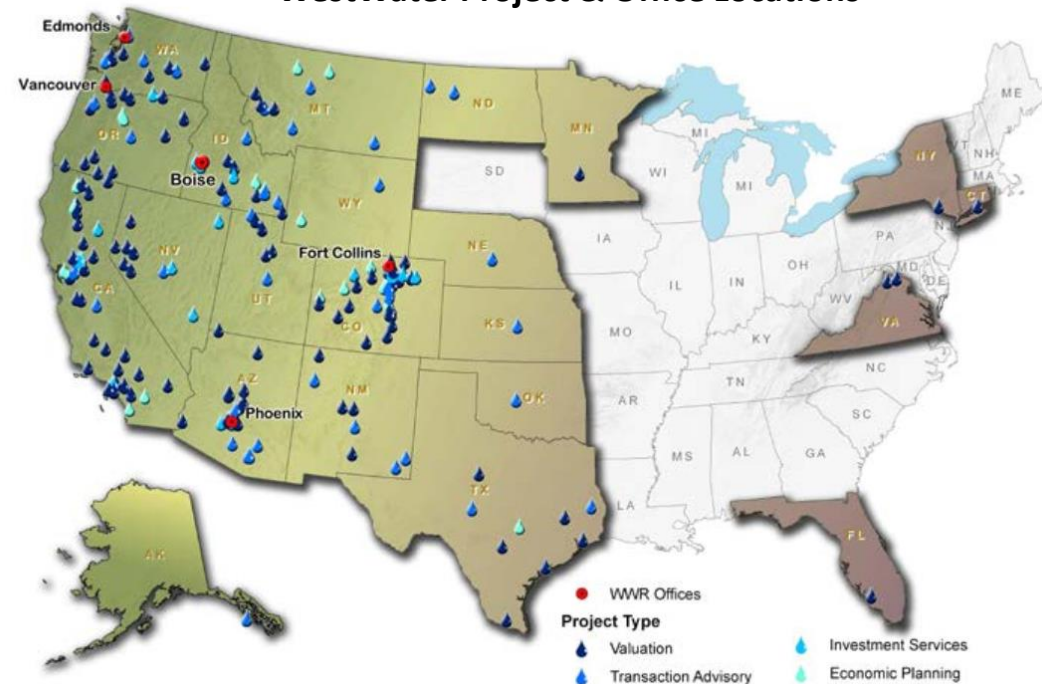 WestWater Project & Office Locations
Edmonds
WA
Vancouver
MT
ND
MN
ME
OR
ID
MI
VT
NH
NY
MA
Boise
SD
WI
MI
CT
WY
Fort Collins
NE
IA
PA
NJ
NV
OH
MD
DE
UT
IL
IN
WV
CA
CO
KS
MO
VA
KY
NC
AZ
NM
OK
TN
AR
Phoenix
SC
MS
AL
GA
TX
LA
AK
FL
WWR Offices
Project Type
Valuation
Investment Services
Transaction Advisory
Economic Planning